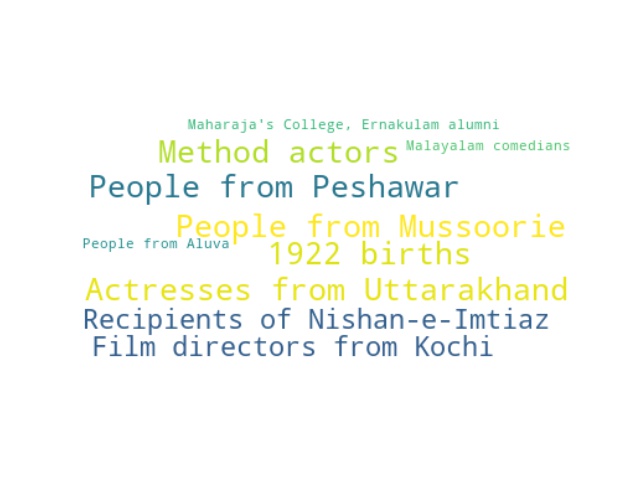 Maharaja's College, Ernakulam alumni
Method actors
Malayalam comedians
People from Peshawar
People from Mussoorie
People from Aluva
1922 births
Actresses from Uttarakhand
Recipients of Nishan-e-Imtiaz
Film directors from Kochi